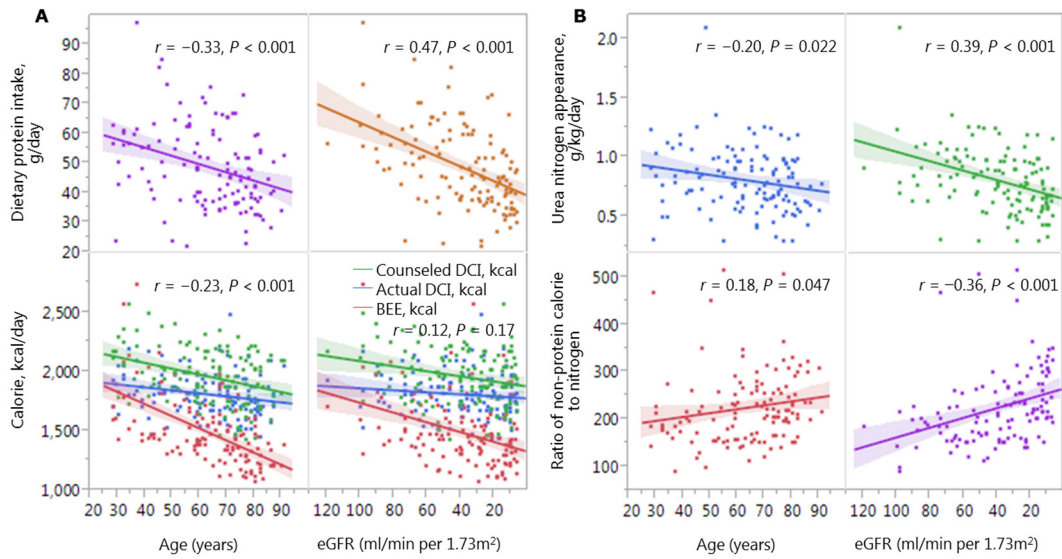 A
B
r = −0.33, P < 0.001
r = 0.47, P < 0.001
Dietary protein intake,
g/day
90
80
70
60
50
40
30
20
r = −0.20, P = 0.022
r = 0.39, P < 0.001
Urea nitrogen appearance,
g/kg/day
2.0
1.5
1.0
0.5
r = −0.23, P < 0.001
Counseled DCI, kcal
Actual DCI, kcal
BEE, kcal
r = 0.12, P = 0.17
Calorie, kcal/day
2,500
2,000
1,500
1,000
r = 0.18, P = 0.047
r = −0.36, P < 0.001
Ratio of non-protein calorie
to nitrogen
500
400
300
200
100
20 30 40 50 60 70 80 90
120 100 80 60 40 20
20 30 40 50 60 70 80 90
120 100 80 60 40 20
Age (years)
eGFR (ml/min per 1.73m²)
Age (years)
eGFR (ml/min per 1.73m²)